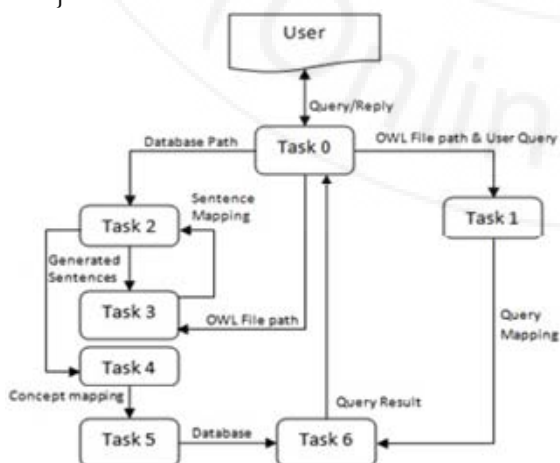 User
Query/Reply
Database Path
Task 0
OWL File path & User Query
Sentence
Mapping
Task 2
Task 1
Generated
Sentences
Task 3
OWL File path
Query
Mapping
Task 4
Concept mapping
Query Result
Task 5
Database
Task 6
Onlin